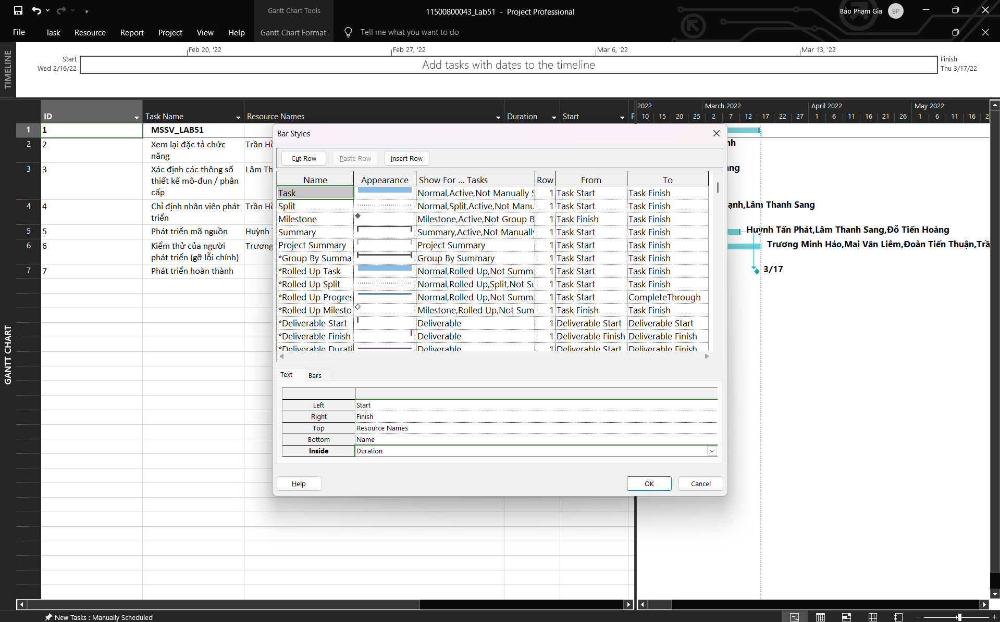 Gantt Chart Tools
11500800043_Lab51 - Project Professional
Bảo Phạm Gia BP
File Task Resource Report Project View Help Gantt Chart Format Tell me what you want to do
TIMELINE
Feb 20, '22 Feb 27, '22 Mar 6, '22 Mar 13, '22
Start
Wed 2/16/22
Add tasks with dates to the timeline
Finish
Thu 3/17/22
2022 March 2022 April 2022 May 2022
ID Task Name Resource Names Duration Start
10 15 20 25 2 7 12 17 22 27 1 6 11 16 21 26 1 6 11 16 2
GANTT CHART
1 1 MSSV_LAB51
2 2 Xem lại đặc tả chức
năng
Trần Hồ
3 3 Xác định các thông số
thiết kế mô-đun / phân
cấp
Lâm Th
4 4 Chỉ định nhân viên phát
triển
Trần Hồ
5 5 Phát triển mã nguồn Huỳnh T
6 6 Kiểm thử của người
phát triển (gỡ lỗi chính)
Trương
7 7 Phát triển hoàn thành
nh
ang
ạnh,Lâm Thanh Sang
Huỳnh Tấn Phát,Lâm Thanh Sang,Đỗ Tiến Hoàng
Trương Minh Hảo,Mai Văn Liêm,Đoàn Tiến Thuận,Trầ
3/17
Bar Styles
Cut Row Paste Row Insert Row
Name Appearance Show For ... Tasks Row From To
Task Normal,Active,Not Manually S 1 Task Start Task Finish
Split Normal,Split,Active,Not Manu 1 Task Start Task Finish
Milestone Milestone,Active,Not Group B 1 Task Finish Task Finish
Summary Summary,Active,Not Manually 1 Task Start Task Finish
Project Summary Project Summary 1 Task Start Task Finish
*Group By Summa Group By Summary 1 Task Start Task Finish
*Rolled Up Task Normal,Rolled Up,Not Summ 1 Task Start Task Finish
*Rolled Up Split Normal,Rolled Up,Split,Not Su 1 Task Start Task Finish
*Rolled Up Progres Normal,Rolled Up,Not Summ 1 Task Start CompleteThrough
*Rolled Up Milesto Milestone,Rolled Up,Not Sum 1 Task Finish Task Finish
*Deliverable Start Deliverable 1 Deliverable Start Deliverable Start
*Deliverable Finish Deliverable 1 Deliverable Finish Deliverable Finish
*Deliverable Durati Deliverable 1 Deliverable Start Deliverable Finish
Text Bars
Left Start
Right Finish
Top Resource Names
Bottom Name
Inside Duration
Help OK Cancel
New Tasks : Manually Scheduled